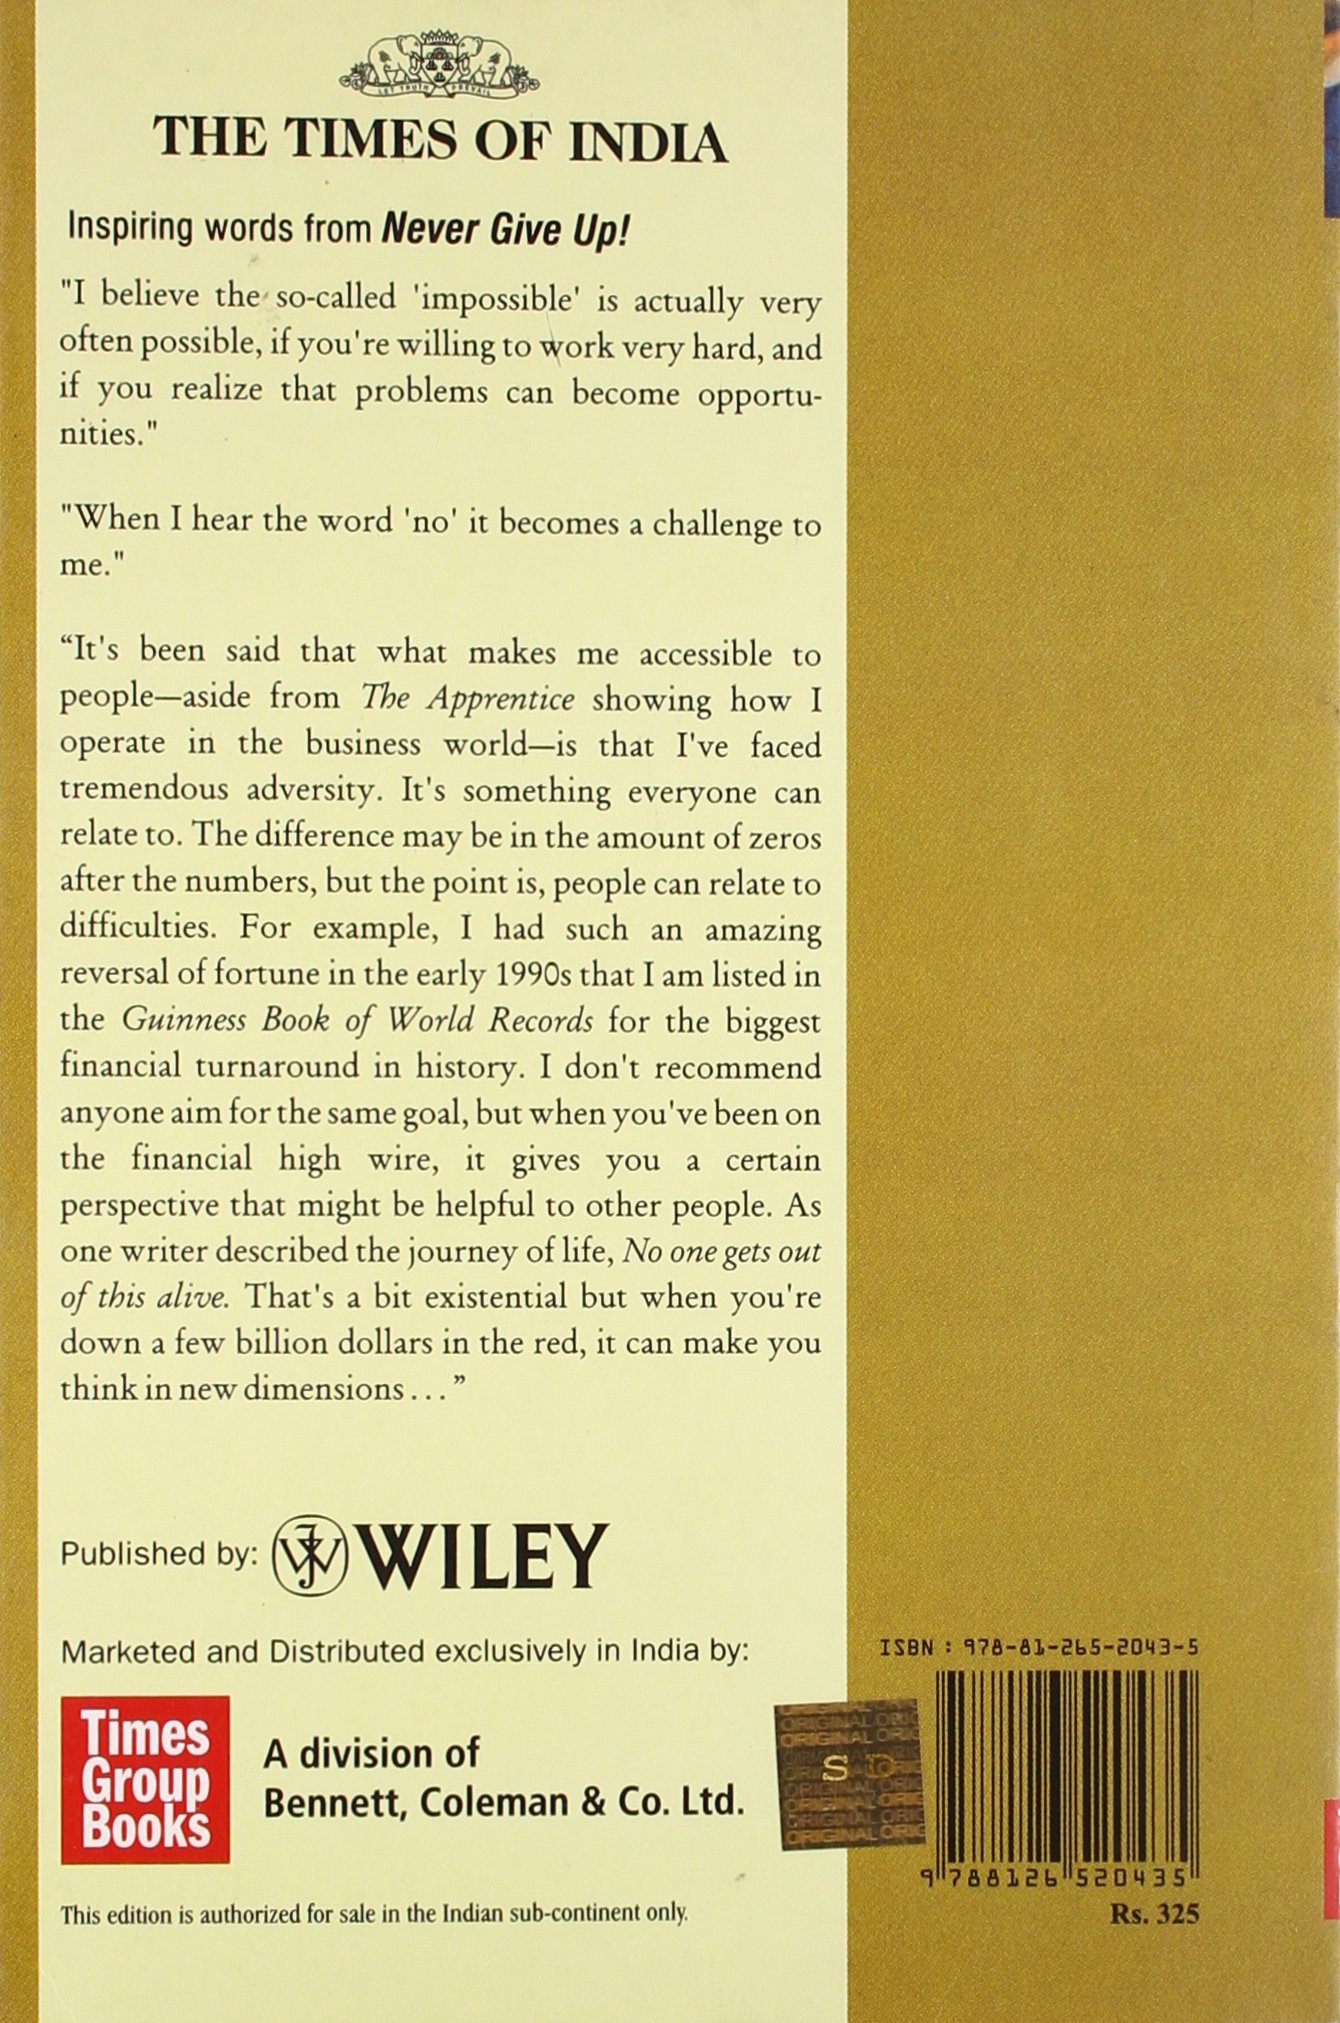 LET TRUTH PREVAIL
THE TIMES OF INDIA
Inspiring words from Never Give Up!
"I believe the so-called 'impossible' is actually very
often possible, if you're willing to work very hard, and
if you realize that problems can become opportu-
nities."
"When I hear the word 'no' it becomes a challenge to
me."
“It's been said that what makes me accessible to
people—aside from The Apprentice showing how I
operate in the business world—is that I've faced
tremendous adversity. It's something everyone can
relate to. The difference may be in the amount of zeros
after the numbers, but the point is, people can relate to
difficulties. For example, I had such an amazing
reversal of fortune in the early 1990s that I am listed in
the Guinness Book of World Records for the biggest
financial turnaround in history. I don't recommend
anyone aim for the same goal, but when you've been on
the financial high wire, it gives you a certain
perspective that might be helpful to other people. As
one writer described the journey of life, No one gets out
of this alive. That's a bit existential but when you're
down a few billion dollars in the red, it can make you
think in new dimensions . . . ”
Published by: WILEY
Marketed and Distributed exclusively in India by:
Times
Group
Books
A division of
Bennett, Coleman & Co. Ltd.
This edition is authorized for sale in the Indian sub-continent only.
ISBN : 978-81-265-2043-5
ORIGINAL
ORIGINAL
S
ORIGINAL
ORIGINAL
9 788126 520435
Rs. 325